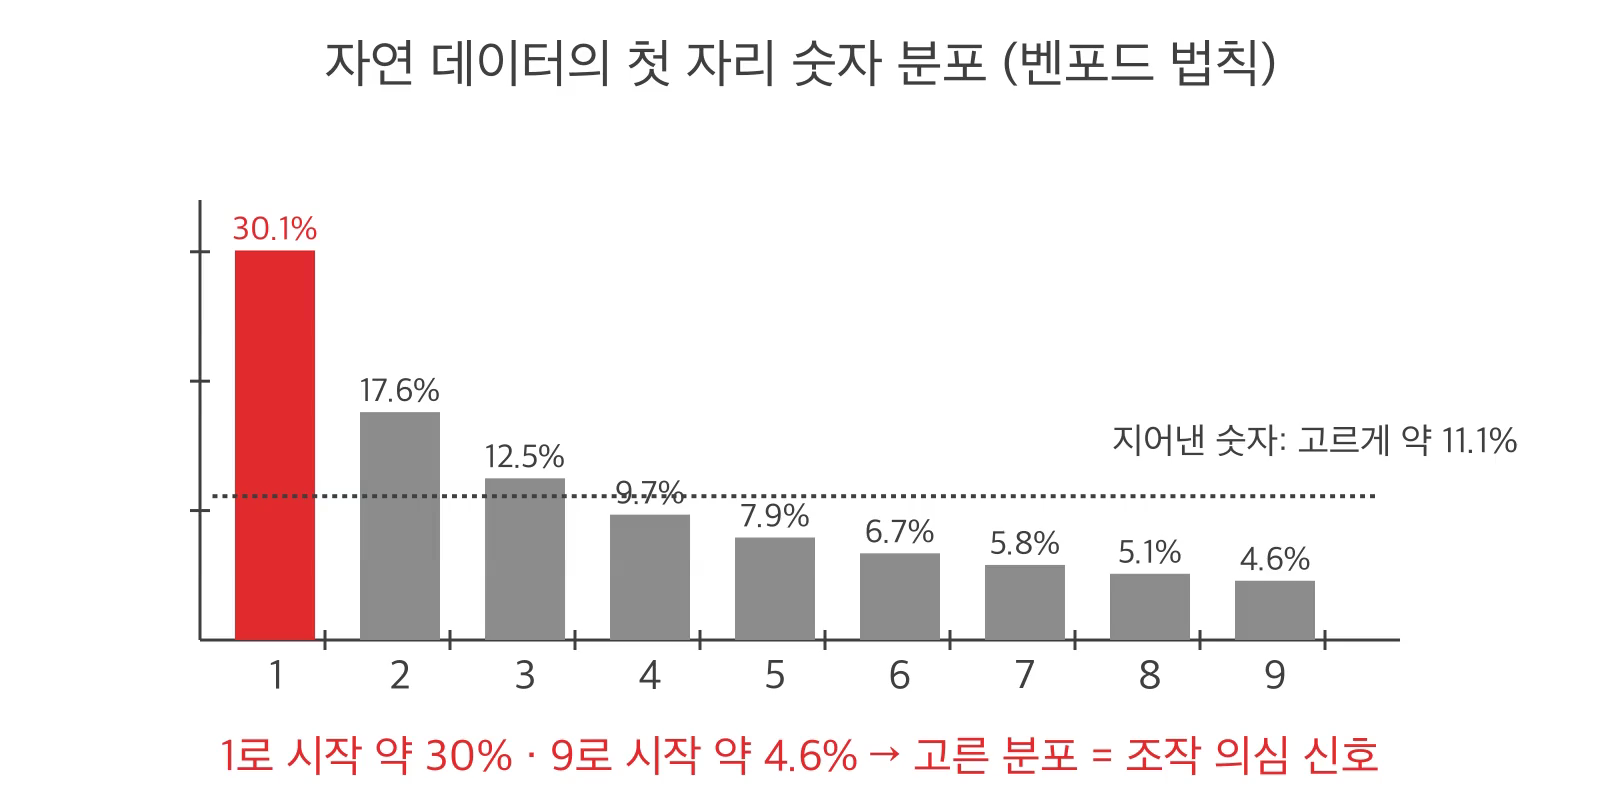 자연 데이터의 첫 자리 숫자 분포 (벤포드 법칙)
30.1%
17.6%
12.5%
9.7%
7.9%
6.7%
5.8%
5.1%
4.6%
지어낸 숫자: 고르게 약 11.1%
1 2 3 4 5 6 7 8 9
1로 시작 약 30% · 9로 시작 약 4.6% → 고른 분포 = 조작 의심 신호